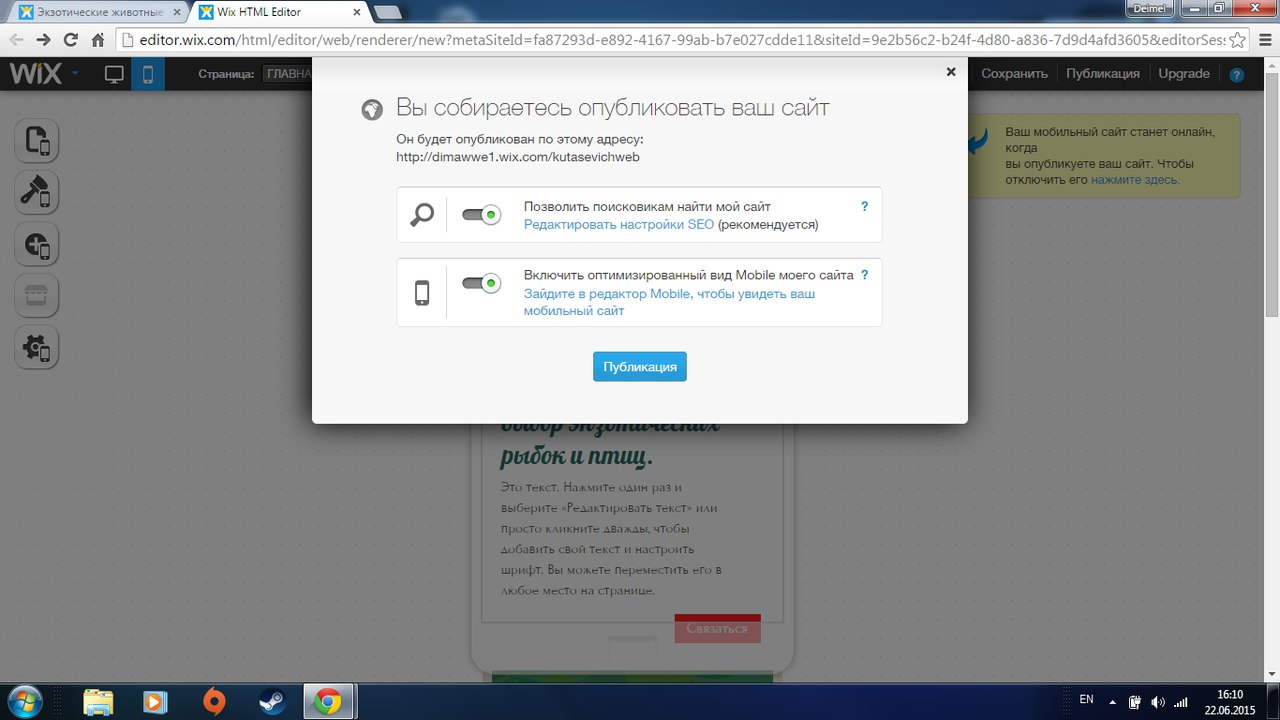 Экзотические животные
Wix HTML Editor
Deimel
editor.wix.com/html/editor/web/renderer/new?metaSiteId=fa87293d-e892-4167-99ab-b7e027cdde11&siteId=9e2b56c2-b24f-4d80-a836-7d9d4afd3605&editorSes
WiX
Страница:
ГЛАВНА
Сохранить
Публикация
Upgrade
?
Вы собираетесь опубликовать ваш сайт
Он будет опубликован по этому адресу:
http://dimawwe1.wix.com/kutasevichweb
Позволить поисковикам найти мой сайт ?
Редактировать настройки SEO (рекомендуется)
Включить оптимизированный вид Mobile моего сайта ?
Зайдите в редактор Mobile, чтобы увидеть ваш
мобильный сайт
Публикация
Ваш мобильный сайт станет онлайн,
когда
вы опубликуете ваш сайт. Чтобы
отключить его нажмите здесь.
выбор экзотических
рыбок и птиц.
Это текст. Нажмите один раз и
выберите «Редактировать текст» или
просто кликните дважды, чтобы
добавить свой текст и настроить
шрифт. Вы можете переместить его в
любое место на странице.
Связаться
EN
16:10
22.06.2015